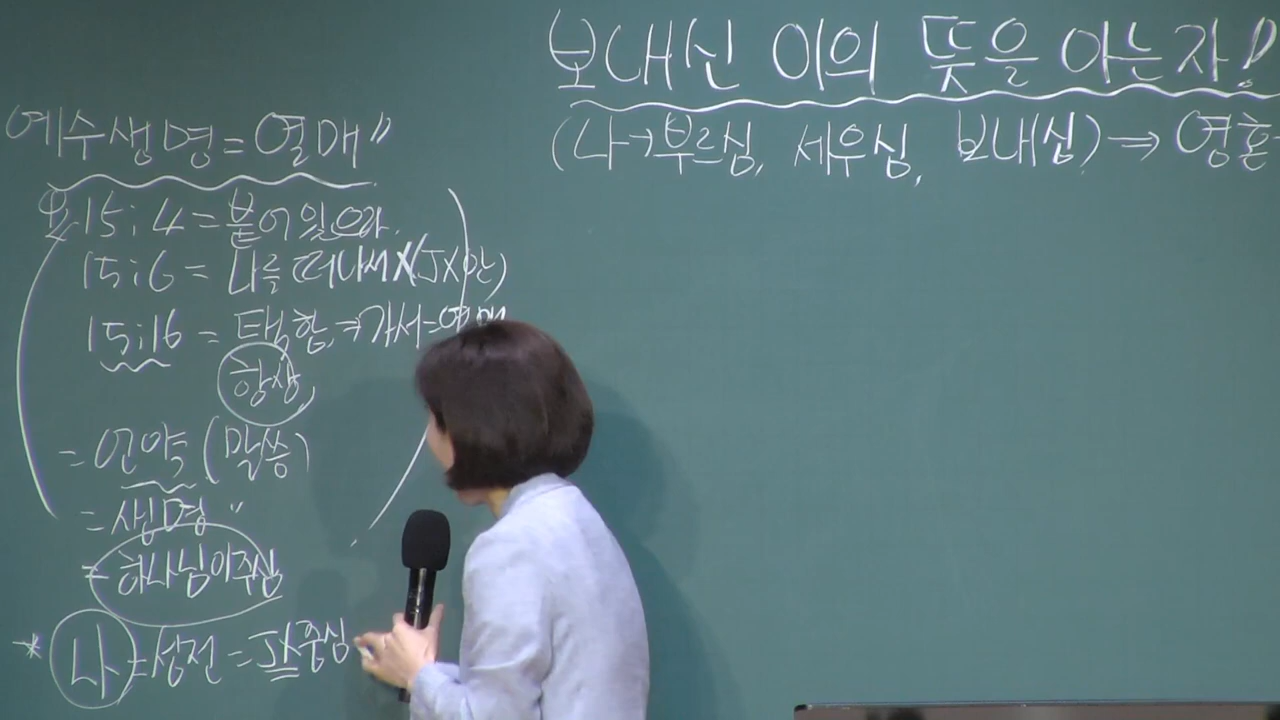 보내신 이의 뜻을 아는자!
(나→부르심, 세우심, 보내심) ⇒ 영혼
예수생명=열매"
요15:4=붙어있으라.
15:6=나를 떠나서X(JX안)
15:16=택함.⇒가서=열매
항상,
=언약(말씀)
=생명"
=하나님이주심
*나=성전=JX중심